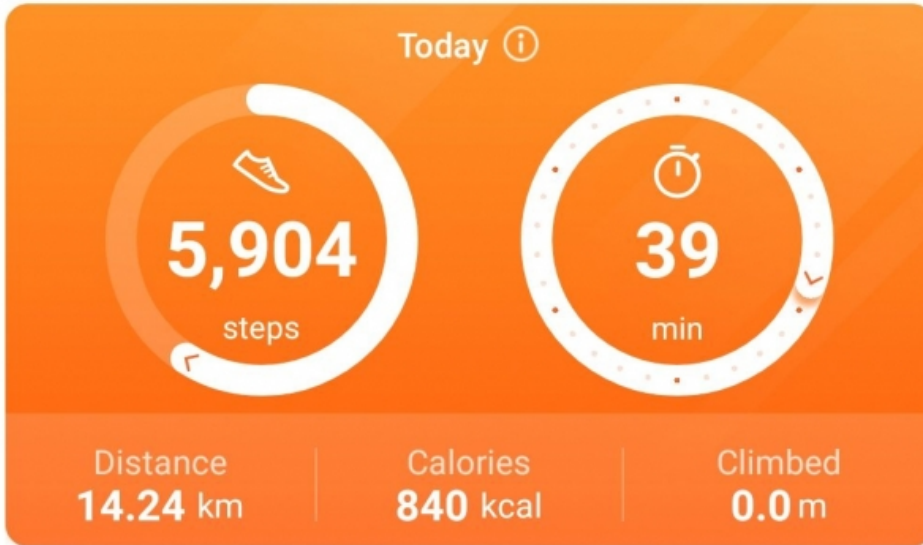 Today
5,904
steps
39
min
Distance
14.24 km
Calories
840 kcal
Climbed
0.0 m